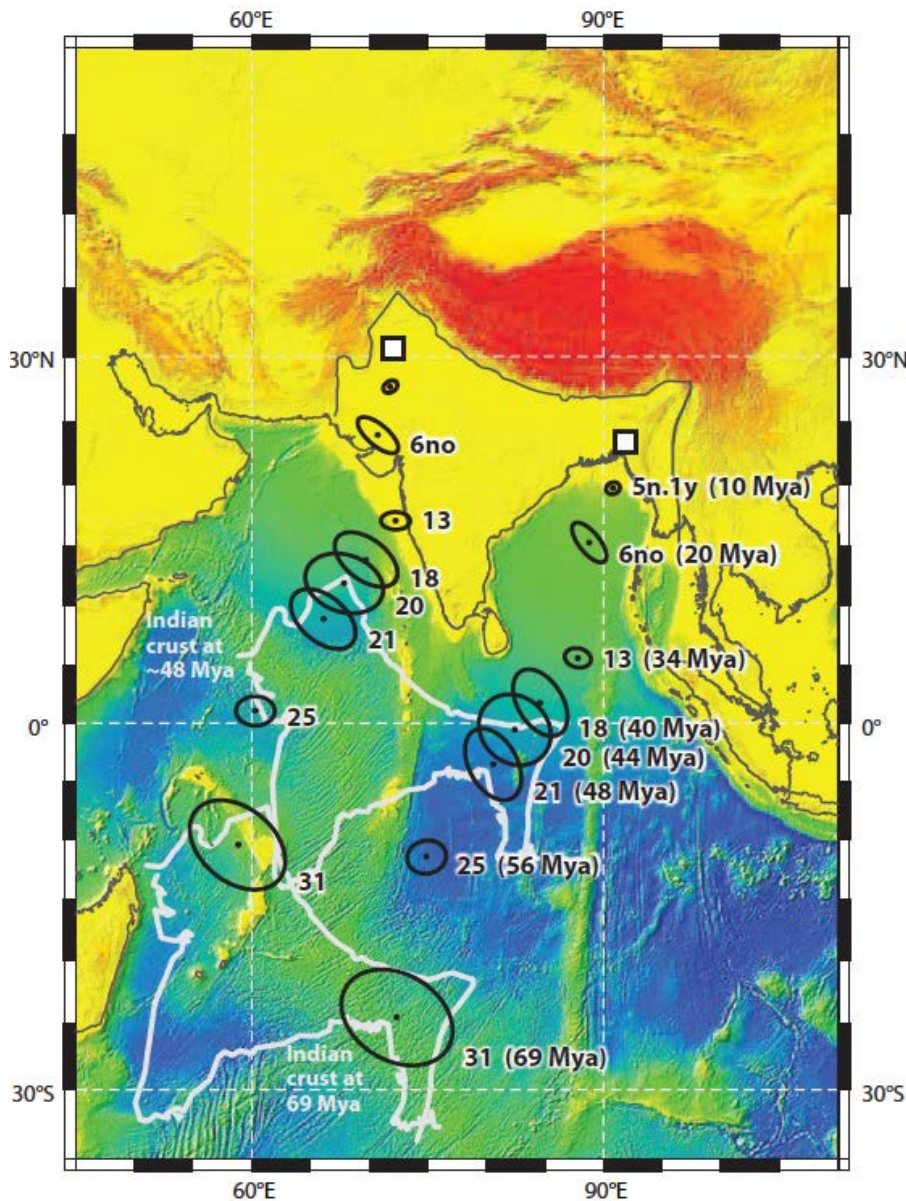 60°E 90°E
30°N 30°N
6no
5n.1y (10 Mya)
13
6no (20 Mya)
18
20
Indian
crust at
~48 Mya
21
13 (34 Mya)
25
0° 0°
18 (40 Mya)
20 (44 Mya)
21 (48 Mya)
25 (56 Mya)
31
31 (69 Mya)
Indian
crust at
69 Mya
30°S 30°S
60°E 90°E